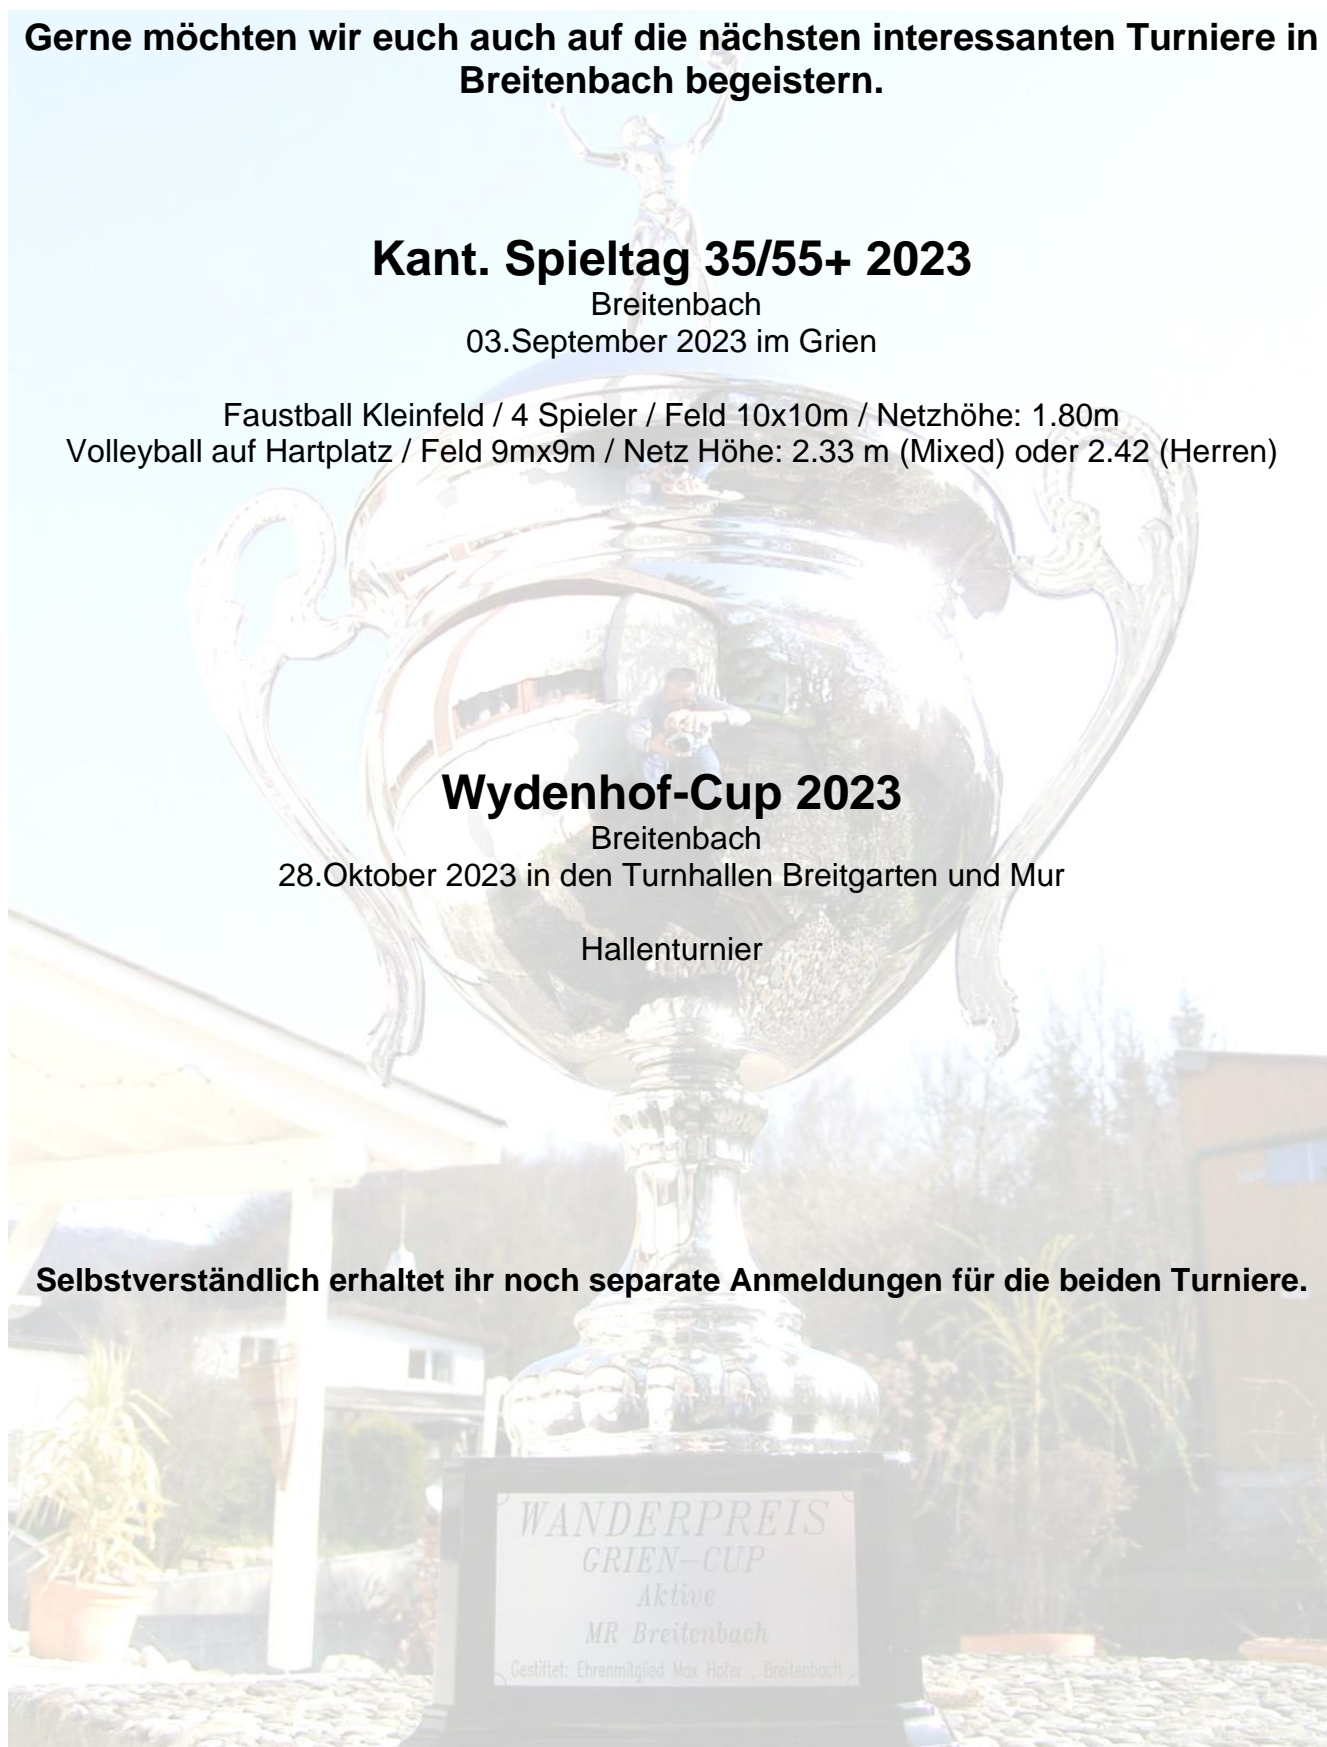 Gerne möchten wir euch auch auf die nächsten interessanten Turniere in
Breitenbach begeistern.
Kant. Spieltag 35/55+ 2023
Breitenbach
03.September 2023 im Grien
Faustball Kleinfeld / 4 Spieler / Feld 10x10m / Netzhöhe: 1.80m
Volleyball auf Hartplatz / Feld 9mx9m / Netz Höhe: 2.33 m (Mixed) oder 2.42 (Herren)
Wydenhof-Cup 2023
Breitenbach
28.Oktober 2023 in den Turnhallen Breitgarten und Mur
Hallenturnier
Selbstverständlich erhaltet ihr noch separate Anmeldungen für die beiden Turniere.
WANDERPREIS
GRIEN-CUP
Aktive
MR Breitenbach
Gestiftet: Ehrenmitglied Max Hofer , Breitenbach